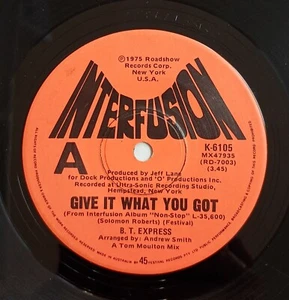 ℗1975 Roadshow
Records Corp.
New York
U.S.A.
INTERFUSION
A
K-6105
MX47935
(RD-7003)
(3.45)
Produced by Jeff Lane
for Dock Productions and 'O' Productions Inc.
Recorded at Ultra-Sonic Recording Studio,
Hempstead, New York
GIVE IT WHAT YOU GOT
(From Interfusion Album "Non-Stop" L-35,600)
(Solomon Roberts) (Festival)
B. T. EXPRESS
Arranged by: Andrew Smith
A Tom Moulton Mix
45